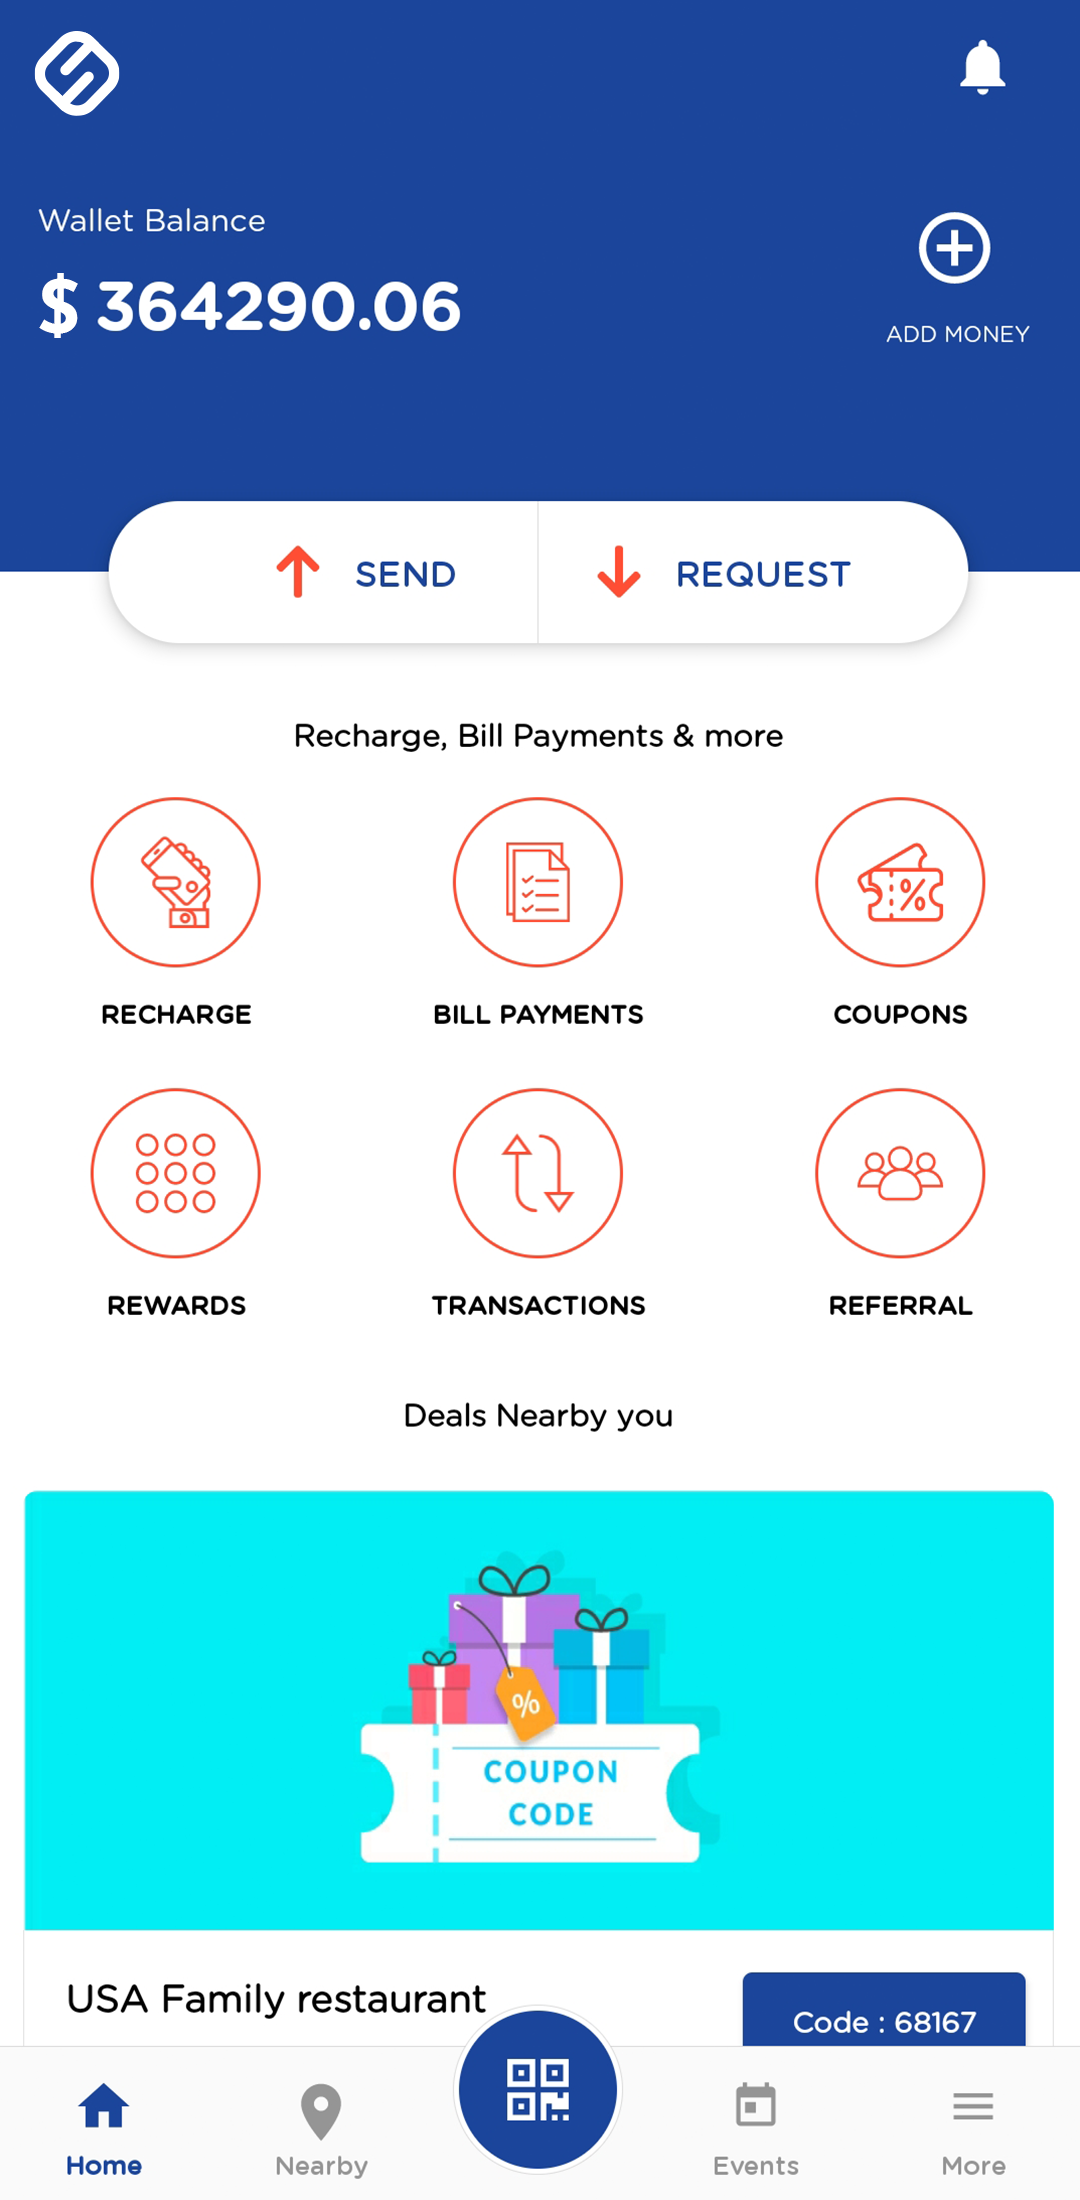 Wallet Balance
$ 364290.06
ADD MONEY
SEND
REQUEST
Recharge, Bill Payments & more
RECHARGE
BILL PAYMENTS
COUPONS
REWARDS
TRANSACTIONS
REFERRAL
Deals Nearby you
%
COUPON
CODE
USA Family restaurant
Code : 68167
Home
Nearby
Events
More